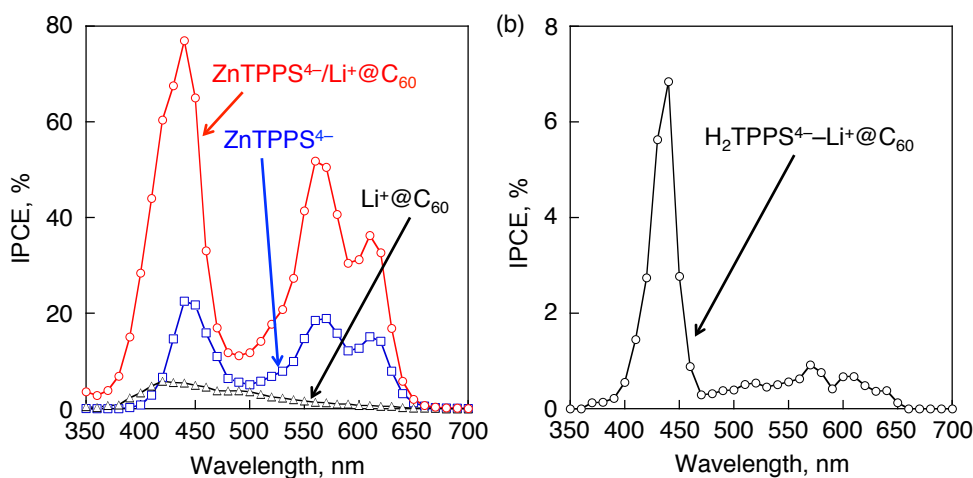 80
60
40
20
0
IPCE, %
350 400 450 500 550 600 650 700
Wavelength, nm
ZnTPPS⁴⁻/Li⁺@C₆₀
ZnTPPS⁴⁻
Li⁺@C₆₀
(b)
8
6
4
2
0
IPCE, %
350 400 450 500 550 600 650 700
Wavelength, nm
H₂TPPS⁴⁻–Li⁺@C₆₀